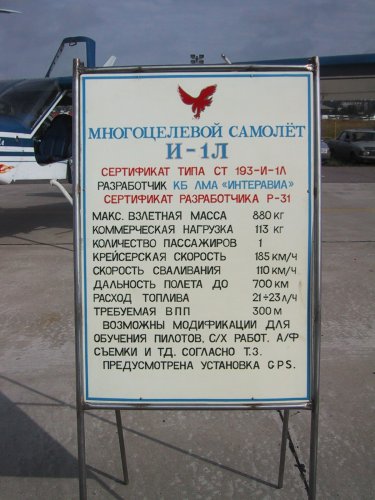 МНОГОЦЕЛЕВОЙ САМОЛЁТ
И-1Л
СЕРТИФИКАТ ТИПА СТ 193-И-1Л
РАЗРАБОТЧИК КБ ЛМА «ИНТЕРАВИА»
СЕРТИФИКАТ РАЗРАБОТЧИКА Р-31
МАКС. ВЗЛЕТНАЯ МАССА 880 КГ
КОММЕРЧЕСКАЯ НАГРУЗКА 113 КГ
КОЛИЧЕСТВО ПАССАЖИРОВ 1
КРЕЙСЕРСКАЯ СКОРОСТЬ 185 КМ/Ч
СКОРОСТЬ СВАЛИВАНИЯ 110 КМ/Ч
ДАЛЬНОСТЬ ПОЛЕТА ДО 700 КМ
РАСХОД ТОПЛИВА 21÷23 Л/Ч
ТРЕБУЕМАЯ ВПП 300 М
ВОЗМОЖНЫ МОДИФИКАЦИИ ДЛЯ
ОБУЧЕНИЯ ПИЛОТОВ, С/Х РАБОТ, А/Ф
СЪЕМКИ И Т.Д. СОГЛАСНО Т.З.
ПРЕДУСМОТРЕНА УСТАНОВКА GPS.